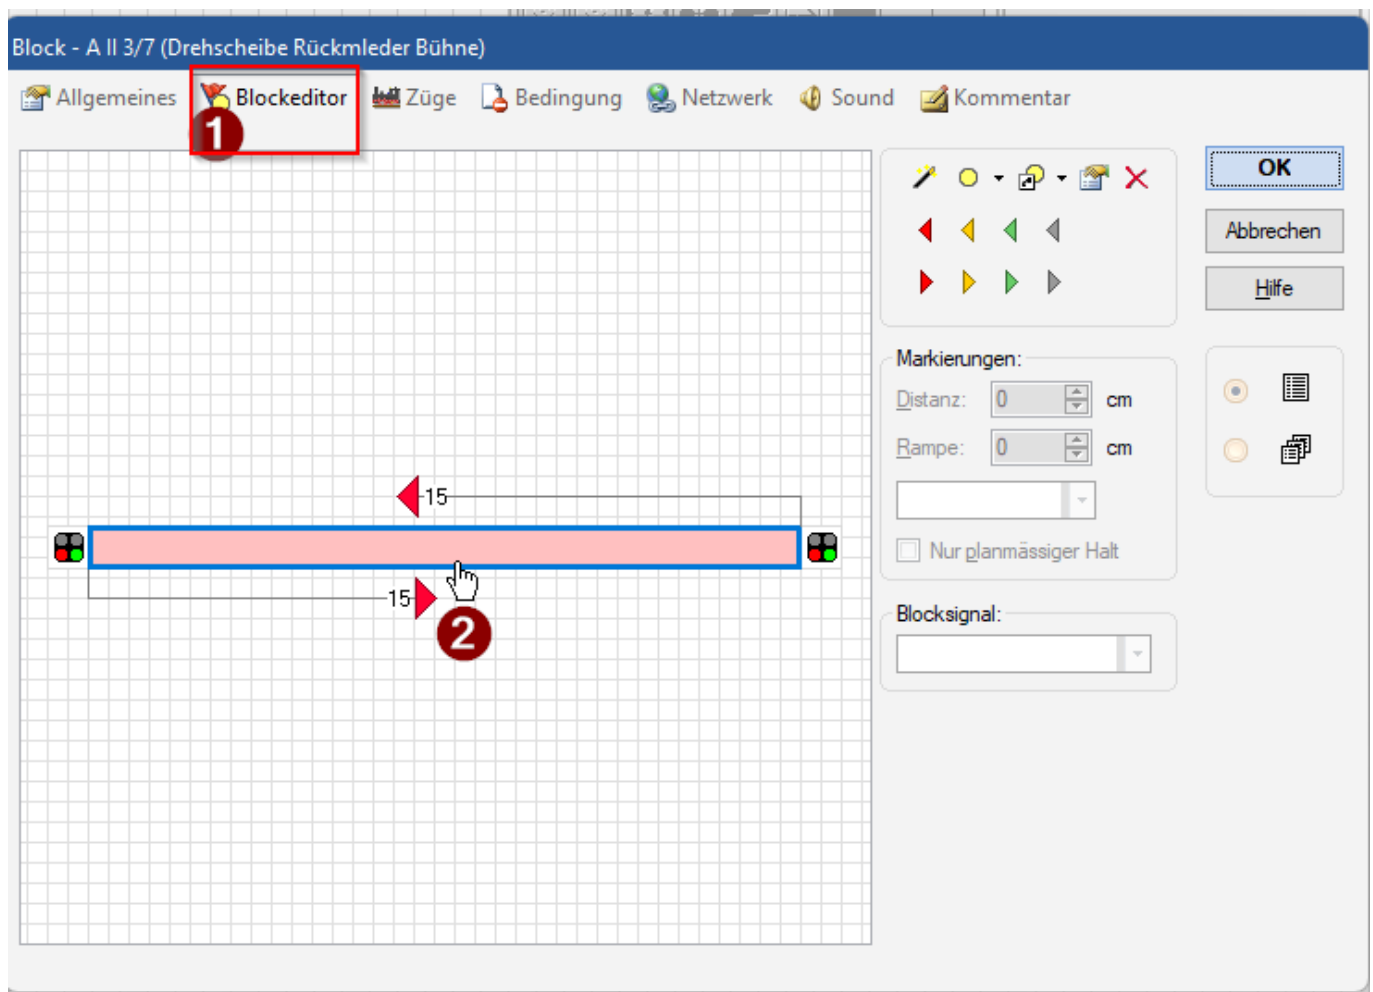 Block - A II 3/7 (Drehscheibe Rückmleder Bühne)
Allgemeines Blockeditor Züge Bedingung Netzwerk Sound Kommentar
1
OK
Abbrechen
Hilfe
Markierungen:
Distanz: 0 cm
Rampe: 0 cm
Nur planmässiger Halt
Blocksignal:
15
15
2